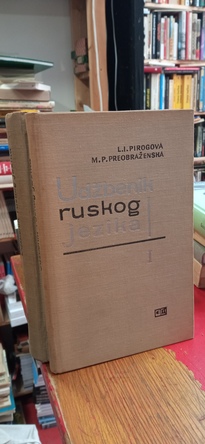 L.I. PIROGOVA
M.P. PREOBRAŽENSKA
Udžbenik
ruskog
jezika
I